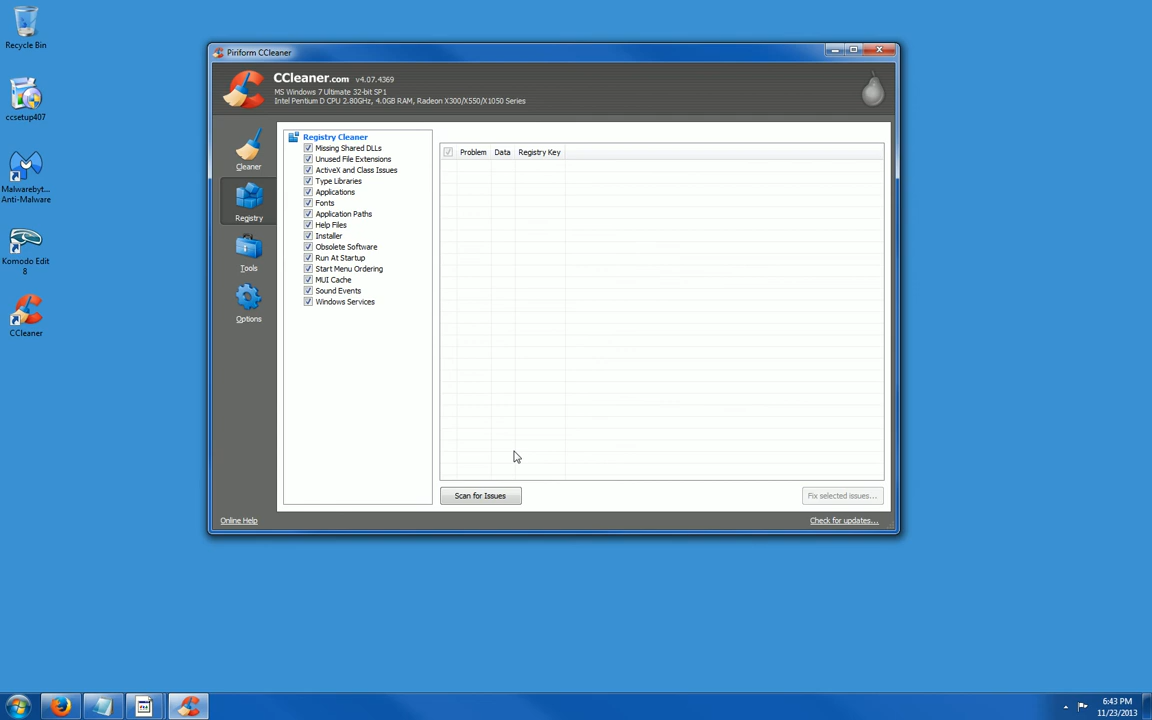 Recycle Bin
ccsetup407
Malwarebyt...
Anti-Malware
Komodo Edit
8
CCleaner
Piriform CCleaner
CCleaner.com v4.07.4369
MS Windows 7 Ultimate 32-bit SP1
Intel Pentium D CPU 2.80GHz, 4.0GB RAM, Radeon X300/X550/X1050 Series
Cleaner
Registry
Tools
Options
Registry Cleaner
Missing Shared DLLs
Unused File Extensions
ActiveX and Class Issues
Type Libraries
Applications
Fonts
Application Paths
Help Files
Installer
Obsolete Software
Run At Startup
Start Menu Ordering
MUI Cache
Sound Events
Windows Services
Problem Data Registry Key
Scan for Issues
Fix selected issues...
Online Help
Check for updates...
6:43 PM
11/23/2013